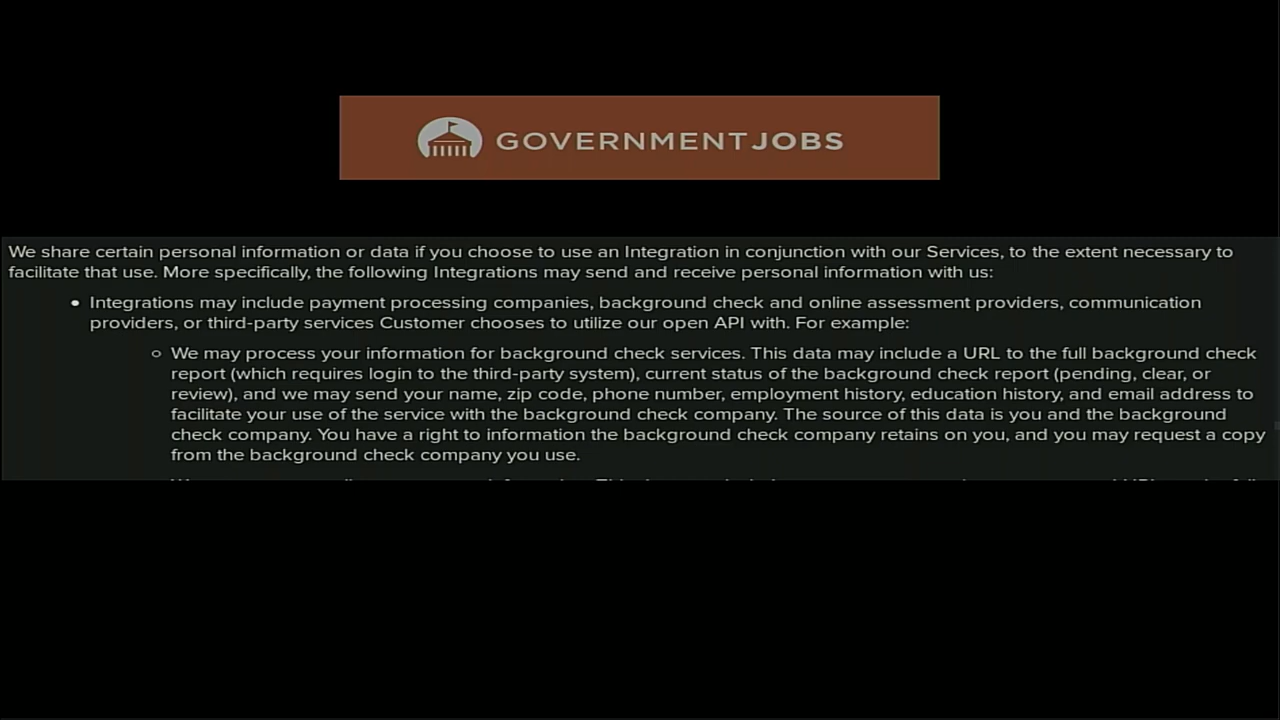 GOVERNMENTJOBS
We share certain personal information or data if you choose to use an Integration in conjunction with our Services, to the extent necessary to
facilitate that use. More specifically, the following Integrations may send and receive personal information with us:
• Integrations may include payment processing companies, background check and online assessment providers, communication
providers, or third-party services Customer chooses to utilize our open API with. For example:
○ We may process your information for background check services. This data may include a URL to the full background check
report (which requires login to the third-party system), current status of the background check report (pending, clear, or
review), and we may send your name, zip code, phone number, employment history, education history, and email address to
facilitate your use of the service with the background check company. The source of this data is you and the background
check company. You have a right to information the background check company retains on you, and you may request a copy
from the background check company you use.